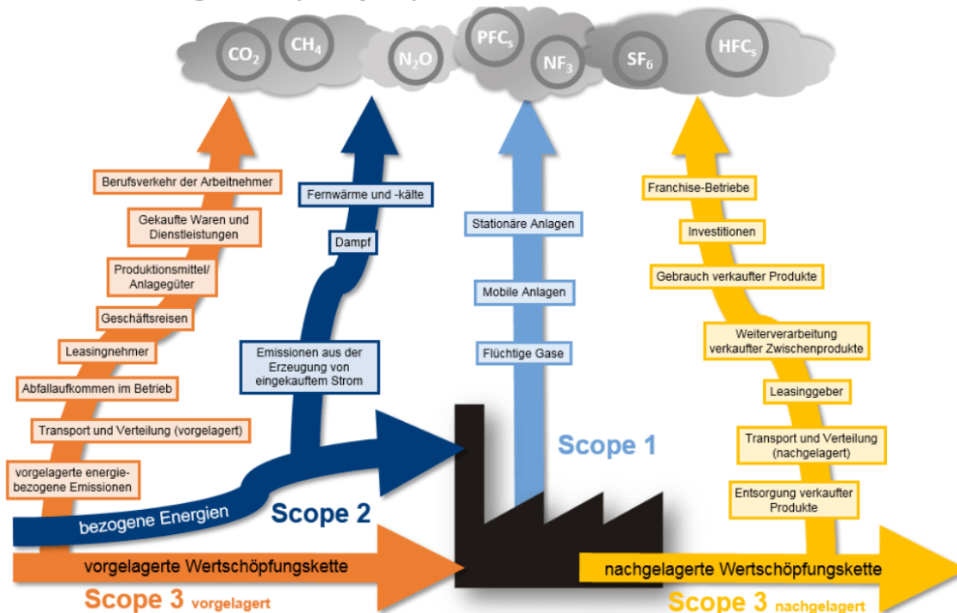 CO2
CH4
N2O
PFCs
NF3
SF6
HFCs
Berufsverkehr der Arbeitnehmer
Gekaufte Waren und
Dienstleistungen
Produktionsmittel/
Anlagegüter
Geschäftsreisen
Leasingnehmer
Abfallaufkommen im Betrieb
Transport und Verteilung (vorgelagert)
vorgelagerte energie-
bezogene Emissionen
Fernwärme und -kälte
Dampf
Emissionen aus der
Erzeugung von
eingekauftem Strom
bezogene Energien
Scope 2
Stationäre Anlagen
Mobile Anlagen
Flüchtige Gase
Scope 1
Franchise-Betriebe
Investitionen
Gebrauch verkaufter Produkte
Weiterverarbeitung
verkaufter Zwischenprodukte
Leasinggeber
Transport und Verteilung
(nachgelagert)
Entsorgung verkaufter
Produkte
vorgelagerte Wertschöpfungskette
Scope 3 vorgelagert
nachgelagerte Wertschöpfungskette
Scope 3 nachgelagert